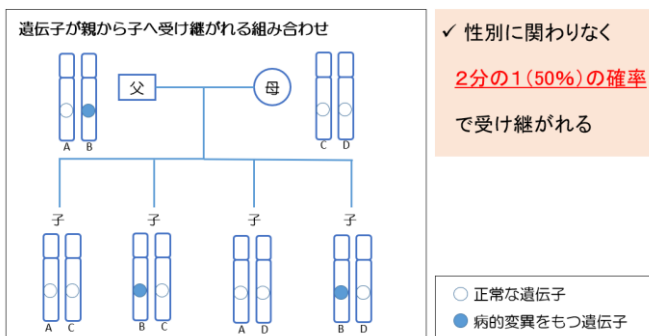 遺伝子が親から子へ受け継がれる組み合わせ
父
母
A B
C D
子 子 子 子
A C
B C
A D
B D
✓ 性別に関わりなく
2分の1(50%)の確率
で受け継がれる
正常な遺伝子
病的変異をもつ遺伝子